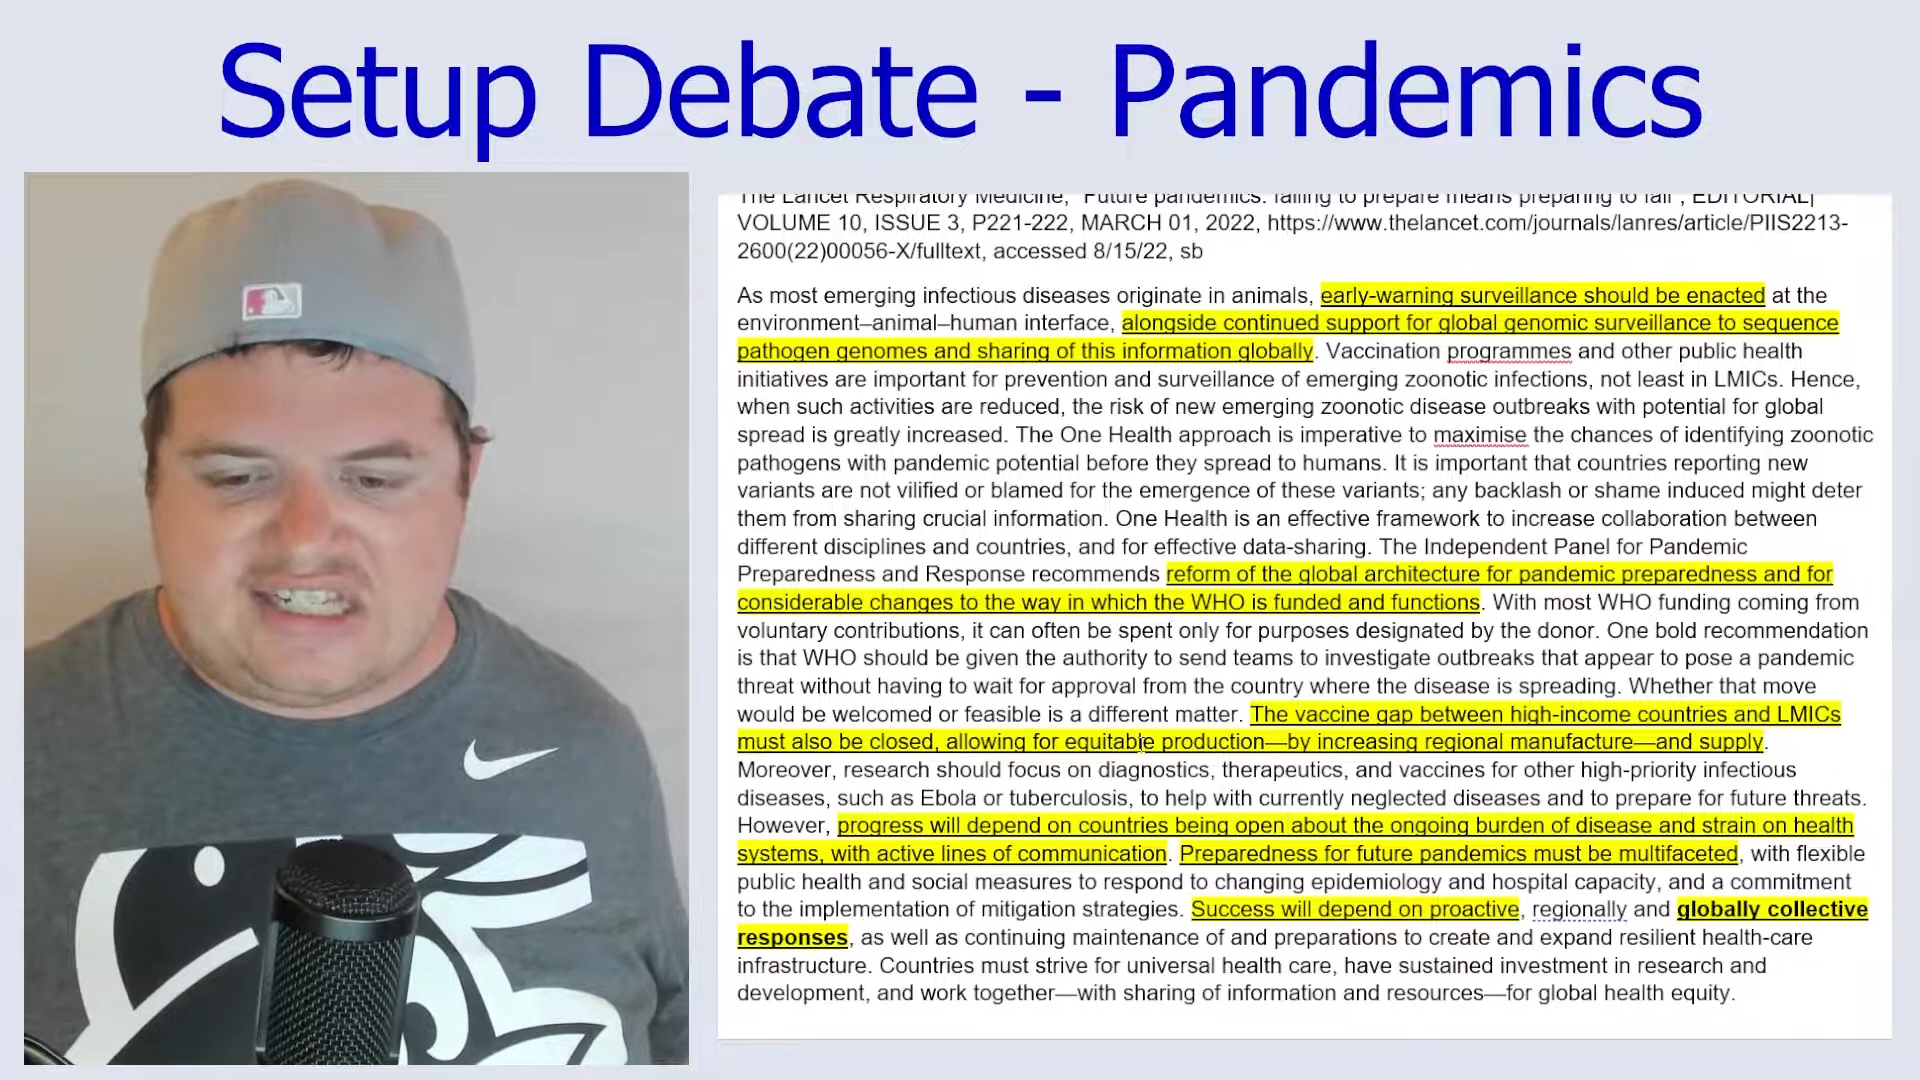 Setup Debate - Pandemics
The Lancet Respiratory Medicine, "Future pandemics: failing to prepare means preparing to fail", EDITORIAL|
VOLUME 10, ISSUE 3, P221-222, MARCH 01, 2022, https://www.thelancet.com/journals/lanres/article/PIIS2213-
2600(22)00056-X/fulltext, accessed 8/15/22, sb
As most emerging infectious diseases originate in animals, early-warning surveillance should be enacted at the
environment–animal–human interface, alongside continued support for global genomic surveillance to sequence
pathogen genomes and sharing of this information globally. Vaccination programmes and other public health
initiatives are important for prevention and surveillance of emerging zoonotic infections, not least in LMICs. Hence,
when such activities are reduced, the risk of new emerging zoonotic disease outbreaks with potential for global
spread is greatly increased. The One Health approach is imperative to maximise the chances of identifying zoonotic
pathogens with pandemic potential before they spread to humans. It is important that countries reporting new
variants are not vilified or blamed for the emergence of these variants; any backlash or shame induced might deter
them from sharing crucial information. One Health is an effective framework to increase collaboration between
different disciplines and countries, and for effective data-sharing. The Independent Panel for Pandemic
Preparedness and Response recommends reform of the global architecture for pandemic preparedness and for
considerable changes to the way in which the WHO is funded and functions. With most WHO funding coming from
voluntary contributions, it can often be spent only for purposes designated by the donor. One bold recommendation
is that WHO should be given the authority to send teams to investigate outbreaks that appear to pose a pandemic
threat without having to wait for approval from the country where the disease is spreading. Whether that move
would be welcomed or feasible is a different matter. The vaccine gap between high-income countries and LMICs
must also be closed, allowing for equitable production—by increasing regional manufacture—and supply.
Moreover, research should focus on diagnostics, therapeutics, and vaccines for other high-priority infectious
diseases, such as Ebola or tuberculosis, to help with currently neglected diseases and to prepare for future threats.
However, progress will depend on countries being open about the ongoing burden of disease and strain on health
systems, with active lines of communication. Preparedness for future pandemics must be multifaceted, with flexible
public health and social measures to respond to changing epidemiology and hospital capacity, and a commitment
to the implementation of mitigation strategies. Success will depend on proactive, regionally and globally collective
responses, as well as continuing maintenance of and preparations to create and expand resilient health-care
infrastructure. Countries must strive for universal health care, have sustained investment in research and
development, and work together—with sharing of information and resources—for global health equity.